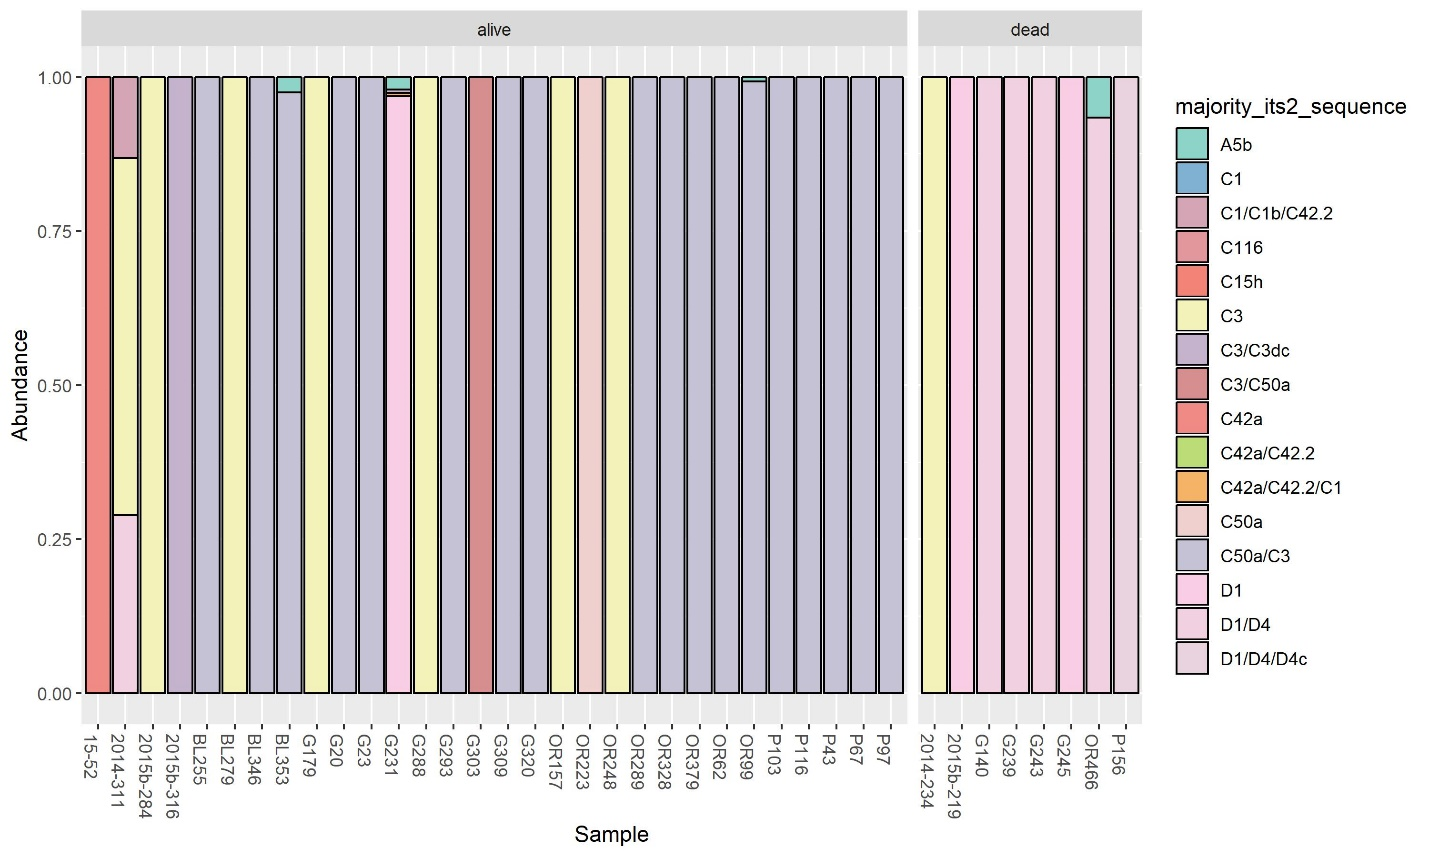 alive
dead
1.00
0.75
0.50
0.25
0.00
Abundance
15-52
2014-311
2015b-284
2015b-316
BL255
BL279
BL346
BL353
G179
G20
G23
G231
G288
G293
G303
G309
G320
OR157
OR223
OR248
OR289
OR328
OR379
OR62
OR99
P103
P116
P43
P67
P97
2014-234
2015b-219
G140
G239
G243
G245
OR466
P156
Sample
majority_its2_sequence
A5b
C1
C1/C1b/C42.2
C116
C15h
C3
C3/C3dc
C3/C50a
C42a
C42a/C42.2
C42a/C42.2/C1
C50a
C50a/C3
D1
D1/D4
D1/D4/D4c